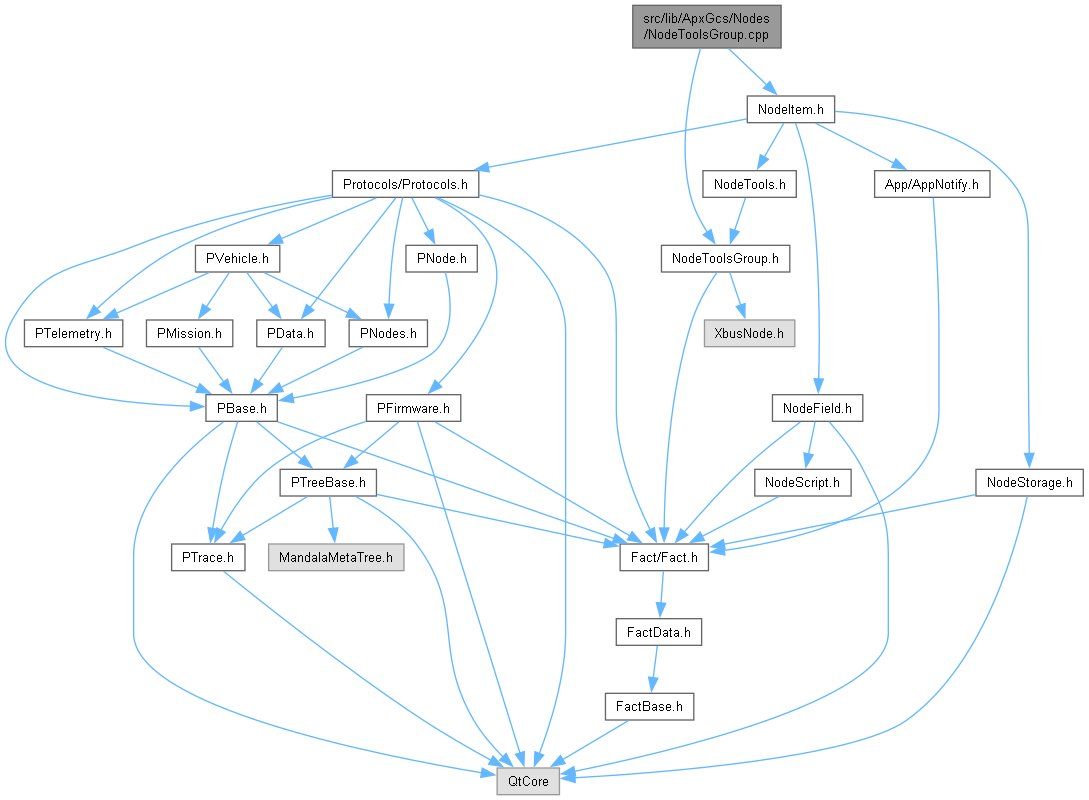 src/lib/ApxGcs/Nodes
/NodeToolsGroup.cpp
NodeItem.h
Protocols/Protocols.h
NodeTools.h
App/AppNotify.h
PVehicle.h
PNode.h
NodeToolsGroup.h
PTelemetry.h
PMission.h
PData.h
PNodes.h
XbusNode.h
PBase.h
PFirmware.h
NodeField.h
PTreeBase.h
NodeScript.h
NodeStorage.h
PTrace.h
MandalaMetaTree.h
Fact/Fact.h
FactData.h
FactBase.h
QtCore